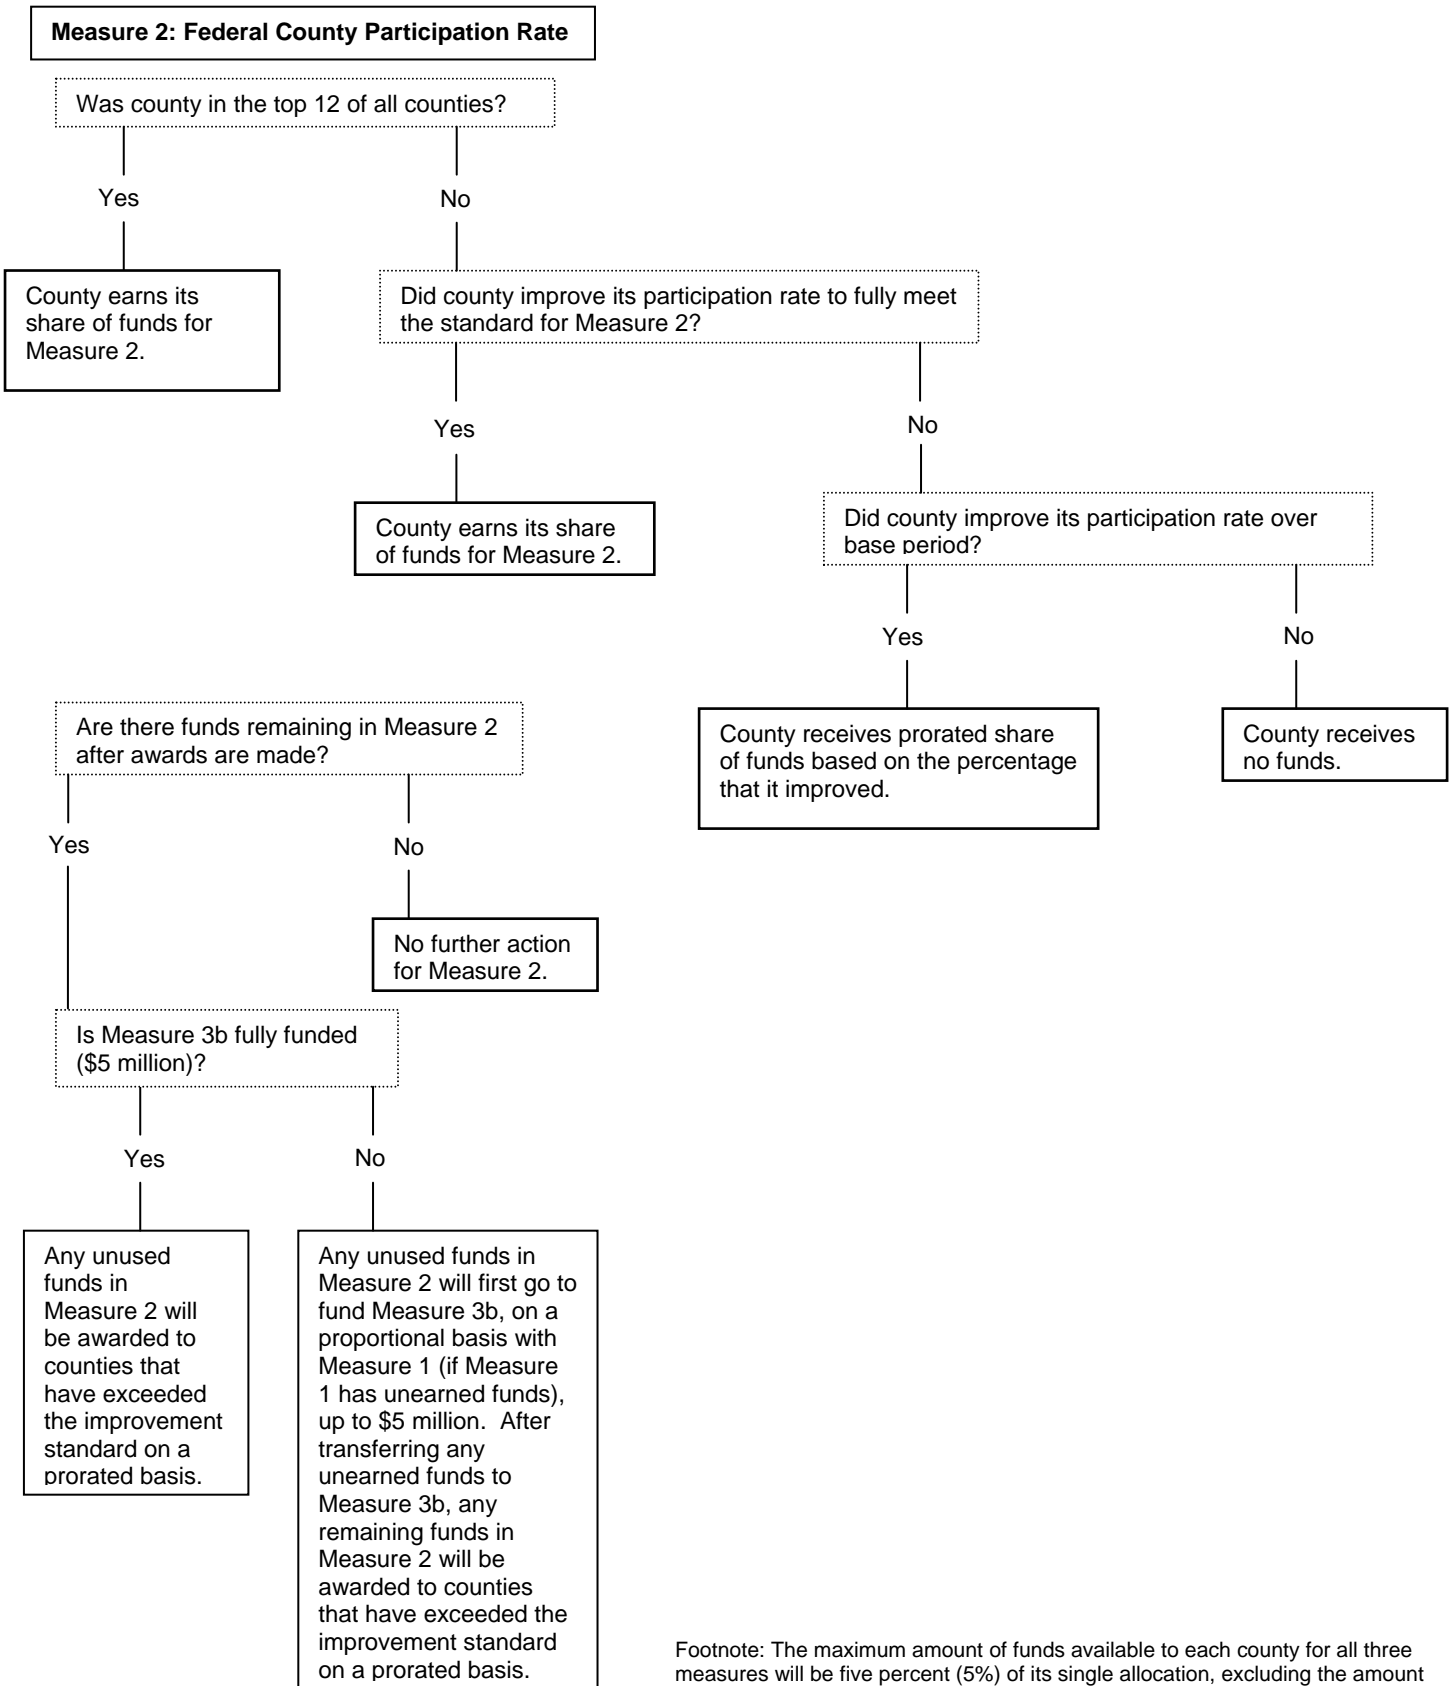 Measure 2: Federal County Participation Rate
Was county in the top 12 of all counties?
Yes
No
County earns its
share of funds for
Measure 2.
Did county improve its participation rate to fully meet
the standard for Measure 2?
Yes
No
County earns its share
of funds for Measure 2.
Did county improve its participation rate over
base period?
Yes
No
County receives prorated share
of funds based on the percentage
that it improved.
County receives
no funds.
Are there funds remaining in Measure 2
after awards are made?
Yes
No
No further action
for Measure 2.
Is Measure 3b fully funded
($5 million)?
Yes
No
Any unused
funds in
Measure 2 will
be awarded to
counties that
have exceeded
the improvement
standard on a
prorated basis.
Any unused funds in
Measure 2 will first go to
fund Measure 3b, on a
proportional basis with
Measure 1 (if Measure
1 has unearned funds),
up to $5 million.  After
transferring any
unearned funds to
Measure 3b, any
remaining funds in
Measure 2 will be
awarded to counties
that have exceeded the
improvement standard
on a prorated basis.
Footnote: The maximum amount of funds available to each county for all three
measures will be five percent (5%) of its single allocation, excluding the amount